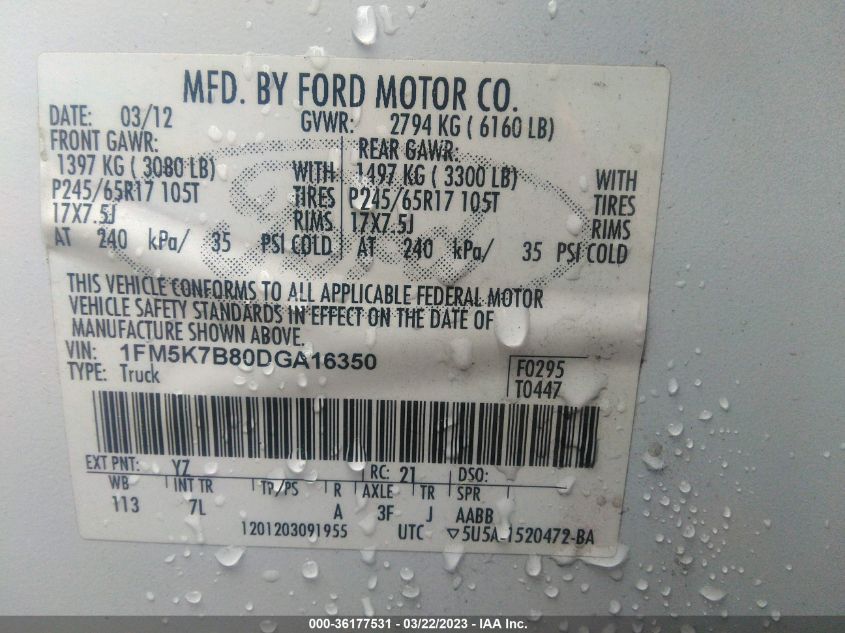 MFD. BY FORD MOTOR CO.
DATE: 03/12 GVWR: 2794 KG ( 6160 LB)
FRONT GAWR: REAR GAWR:
1397 KG ( 3080 LB) WITH 1497 KG ( 3300 LB) WITH
P245/65R17 105T TIRES P245/65R17 105T TIRES
17X7.5J RIMS 17X7.5J RIMS
AT 240 kPa/ 35 PSI COLD AT 240 kPa/ 35 PSI COLD
THIS VEHICLE CONFORMS TO ALL APPLICABLE FEDERAL MOTOR
VEHICLE SAFETY STANDARDS IN EFFECT ON THE DATE OF
MANUFACTURE SHOWN ABOVE.
VIN: 1FM5K7B80DGA16350
TYPE: Truck
F0295
T0447
EXT PNT: YZ RC: 21 DSO:
WB INT TR TP/PS R AXLE TR SPR
113 7L A 3F J AABB
1201203091955 UTC ▽5U5A-1520472-BA
000-36177531 - 03/22/2023 - IAA Inc.